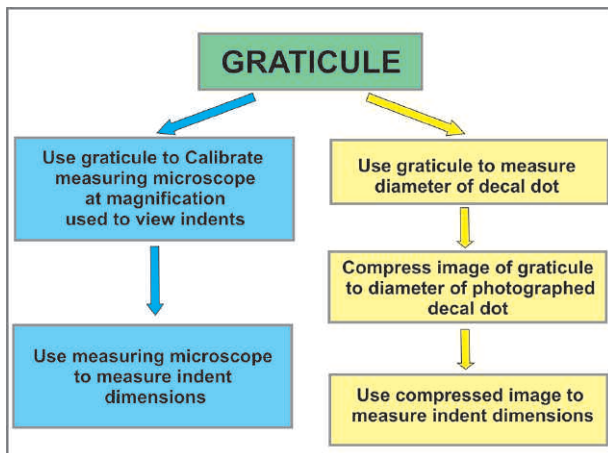 GRATICULE
Use graticule to Calibrate
measuring microscope
at magnification
used to view indents
Use measuring microscope
to measure indent
dimensions
Use graticule to measure
diameter of decal dot
Compress image of graticule
to diameter of photographed
decal dot
Use compressed image to
measure indent dimensions